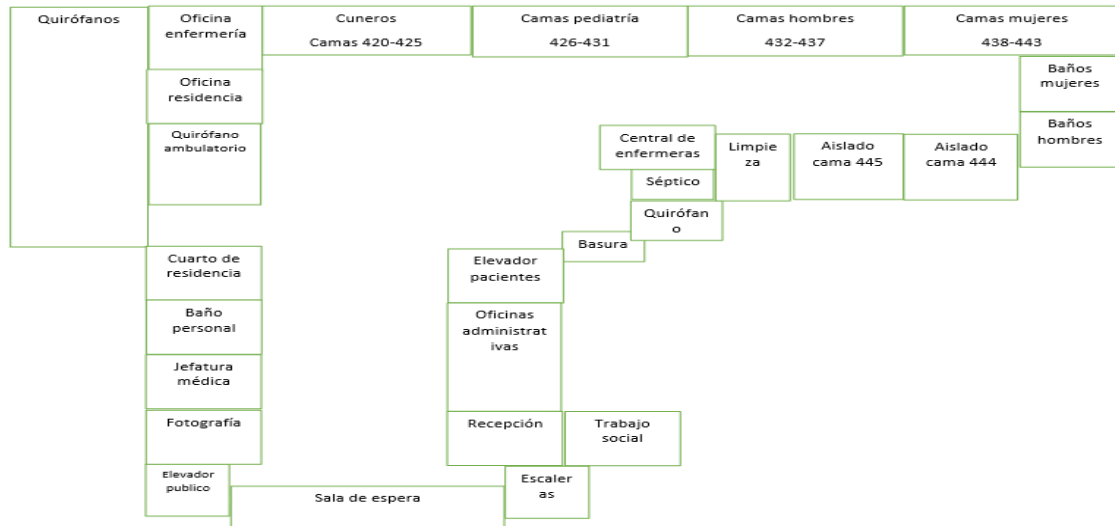 Quirófanos
Oficina
enfermería
Cuneros
Camas 420-425
Camas pediatría
426-431
Camas hombres
432-437
Camas mujeres
438-443
Oficina
residencia
Baños
mujeres
Quirófano
ambulatorio
Central de
enfermeras
Limpie
za
Aislado
cama 445
Aislado
cama 444
Baños
hombres
Séptico
Quirófan
o
Basura
Cuarto de
residencia
Elevador
pacientes
Baño
personal
Oficinas
administrat
ivas
Jefatura
médica
Fotografía
Recepción
Trabajo
social
Elevador
publico
Sala de espera
Escaler
as